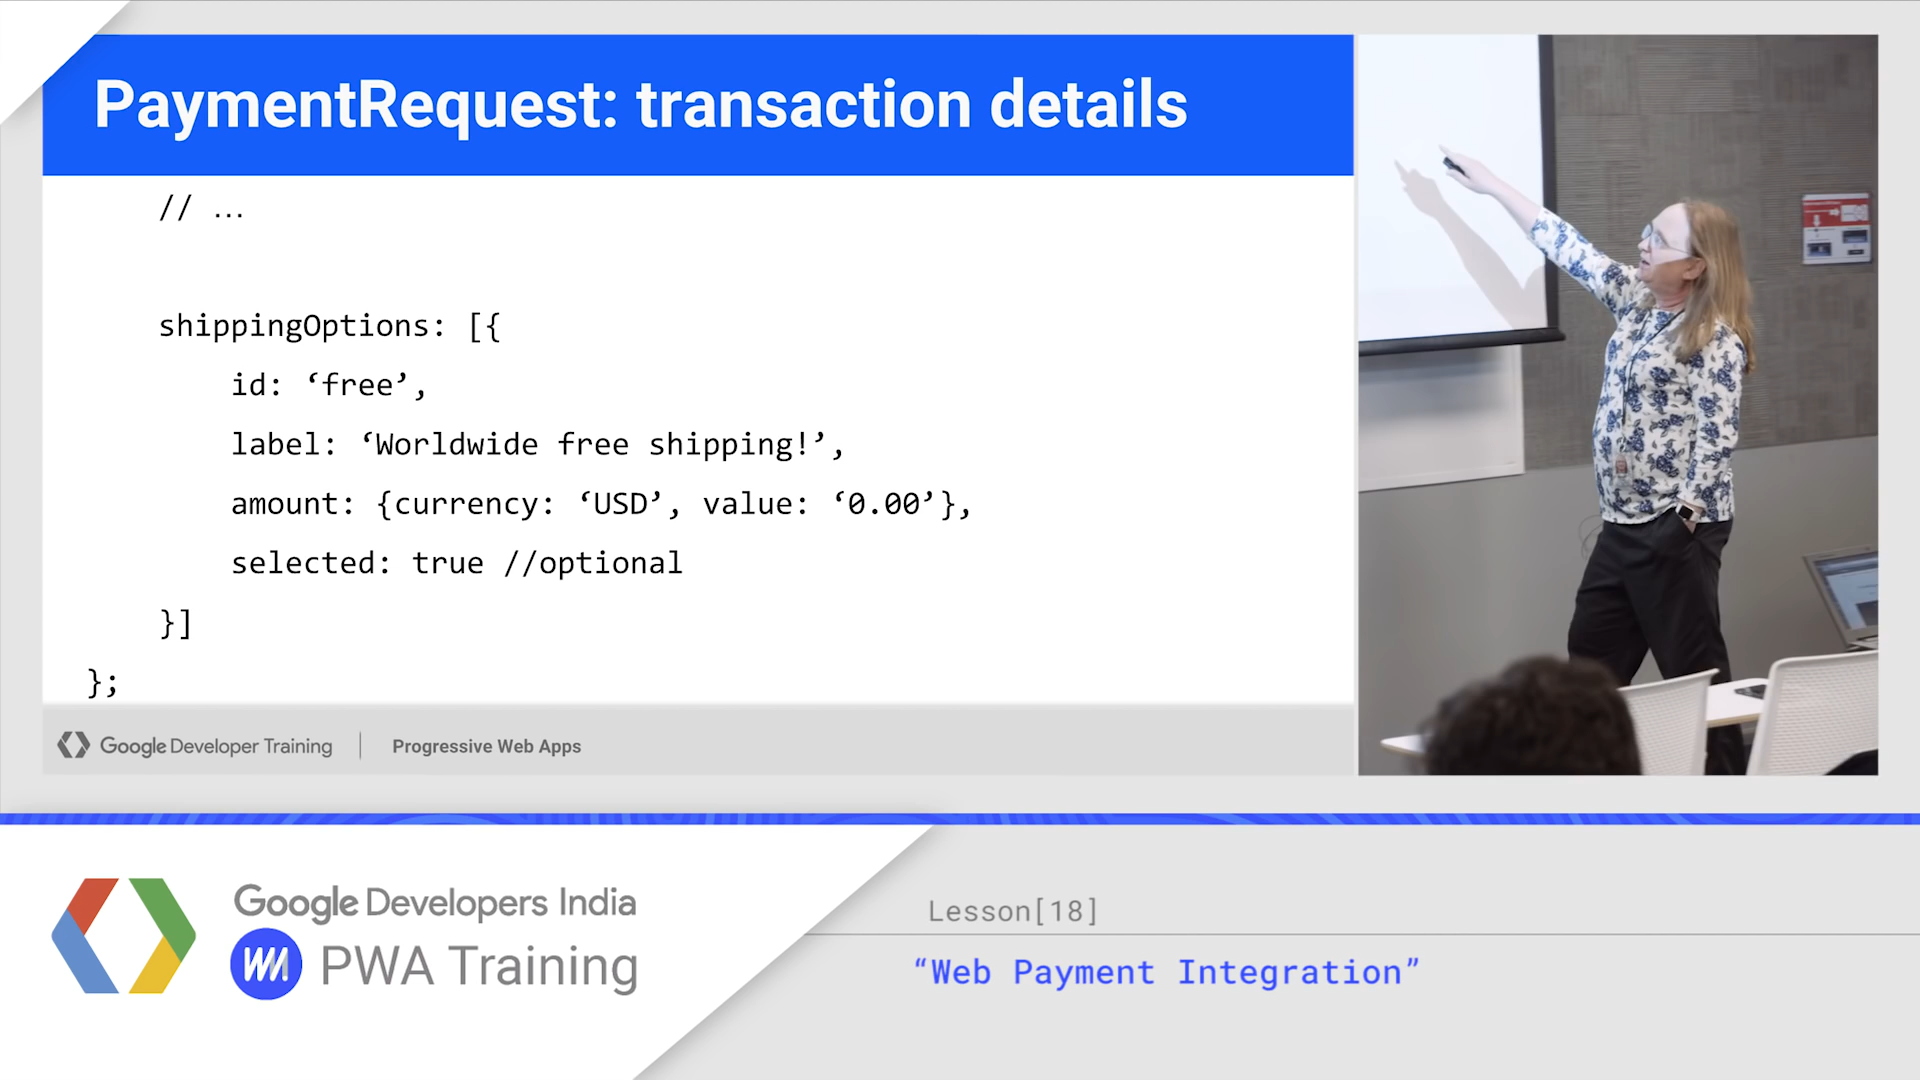 PaymentRequest: transaction details
// ...
shippingOptions: [{
id: ‘free’,
label: ‘Worldwide free shipping!’,
amount: {currency: ‘USD’, value: ‘0.00’},
selected: true //optional
}]
};
Google Developer Training
Progressive Web Apps
Google Developers India
PWA Training
Lesson[18]
“Web Payment Integration”